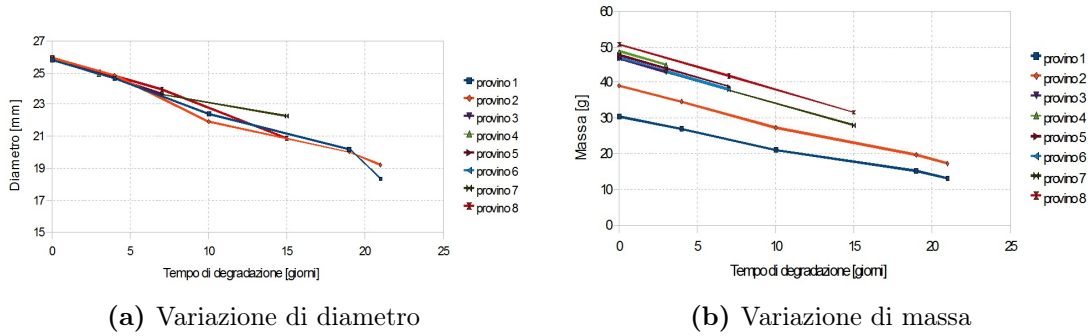 27
25
23
21
19
17
15
Diametro [mm]
0 5 10 15 20 25
Tempo di degradazione [giorni]
provino 1
provino 2
provino 3
provino 4
provino 5
provino 6
provino 7
provino 8
(a) Variazione di diametro
60
50
40
30
20
10
0
Massa [g]
0 5 10 15 20 25
Tempo di degradazione [giorni]
provino 1
provino 2
provino 3
provino 4
provino 5
provino 6
provino 7
provino 8
(b) Variazione di massa